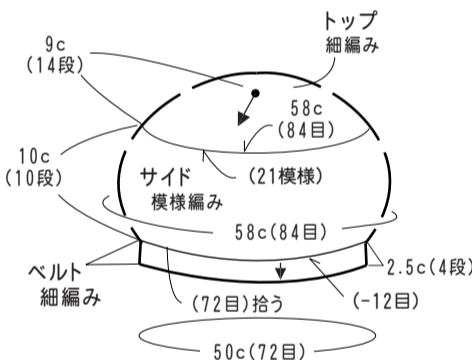 トップ
細編み
9c
(14段)
58c
(84目)
10c
(10段)
サイド
模様編み
(21模様)
58c(84目)
ベルト
細編み
2.5c(4段)
(72目)拾う
(-12目)
50c(72目)